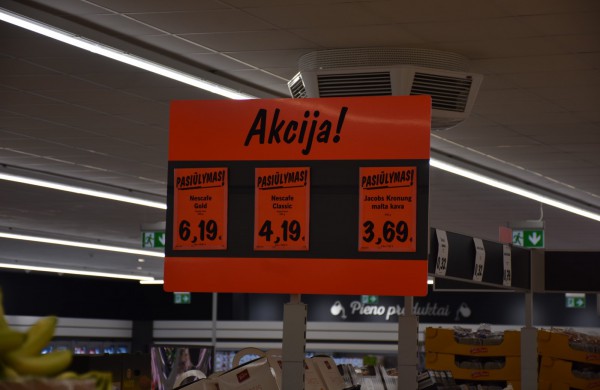 Akcija!
PASIŪLYMAS!
Nescafe
Gold
6,19
PASIŪLYMAS!
Nescafe
Classic
4,19
PASIŪLYMAS!
Jacobs Kronung
malta kava
3,69
Pieno produktai